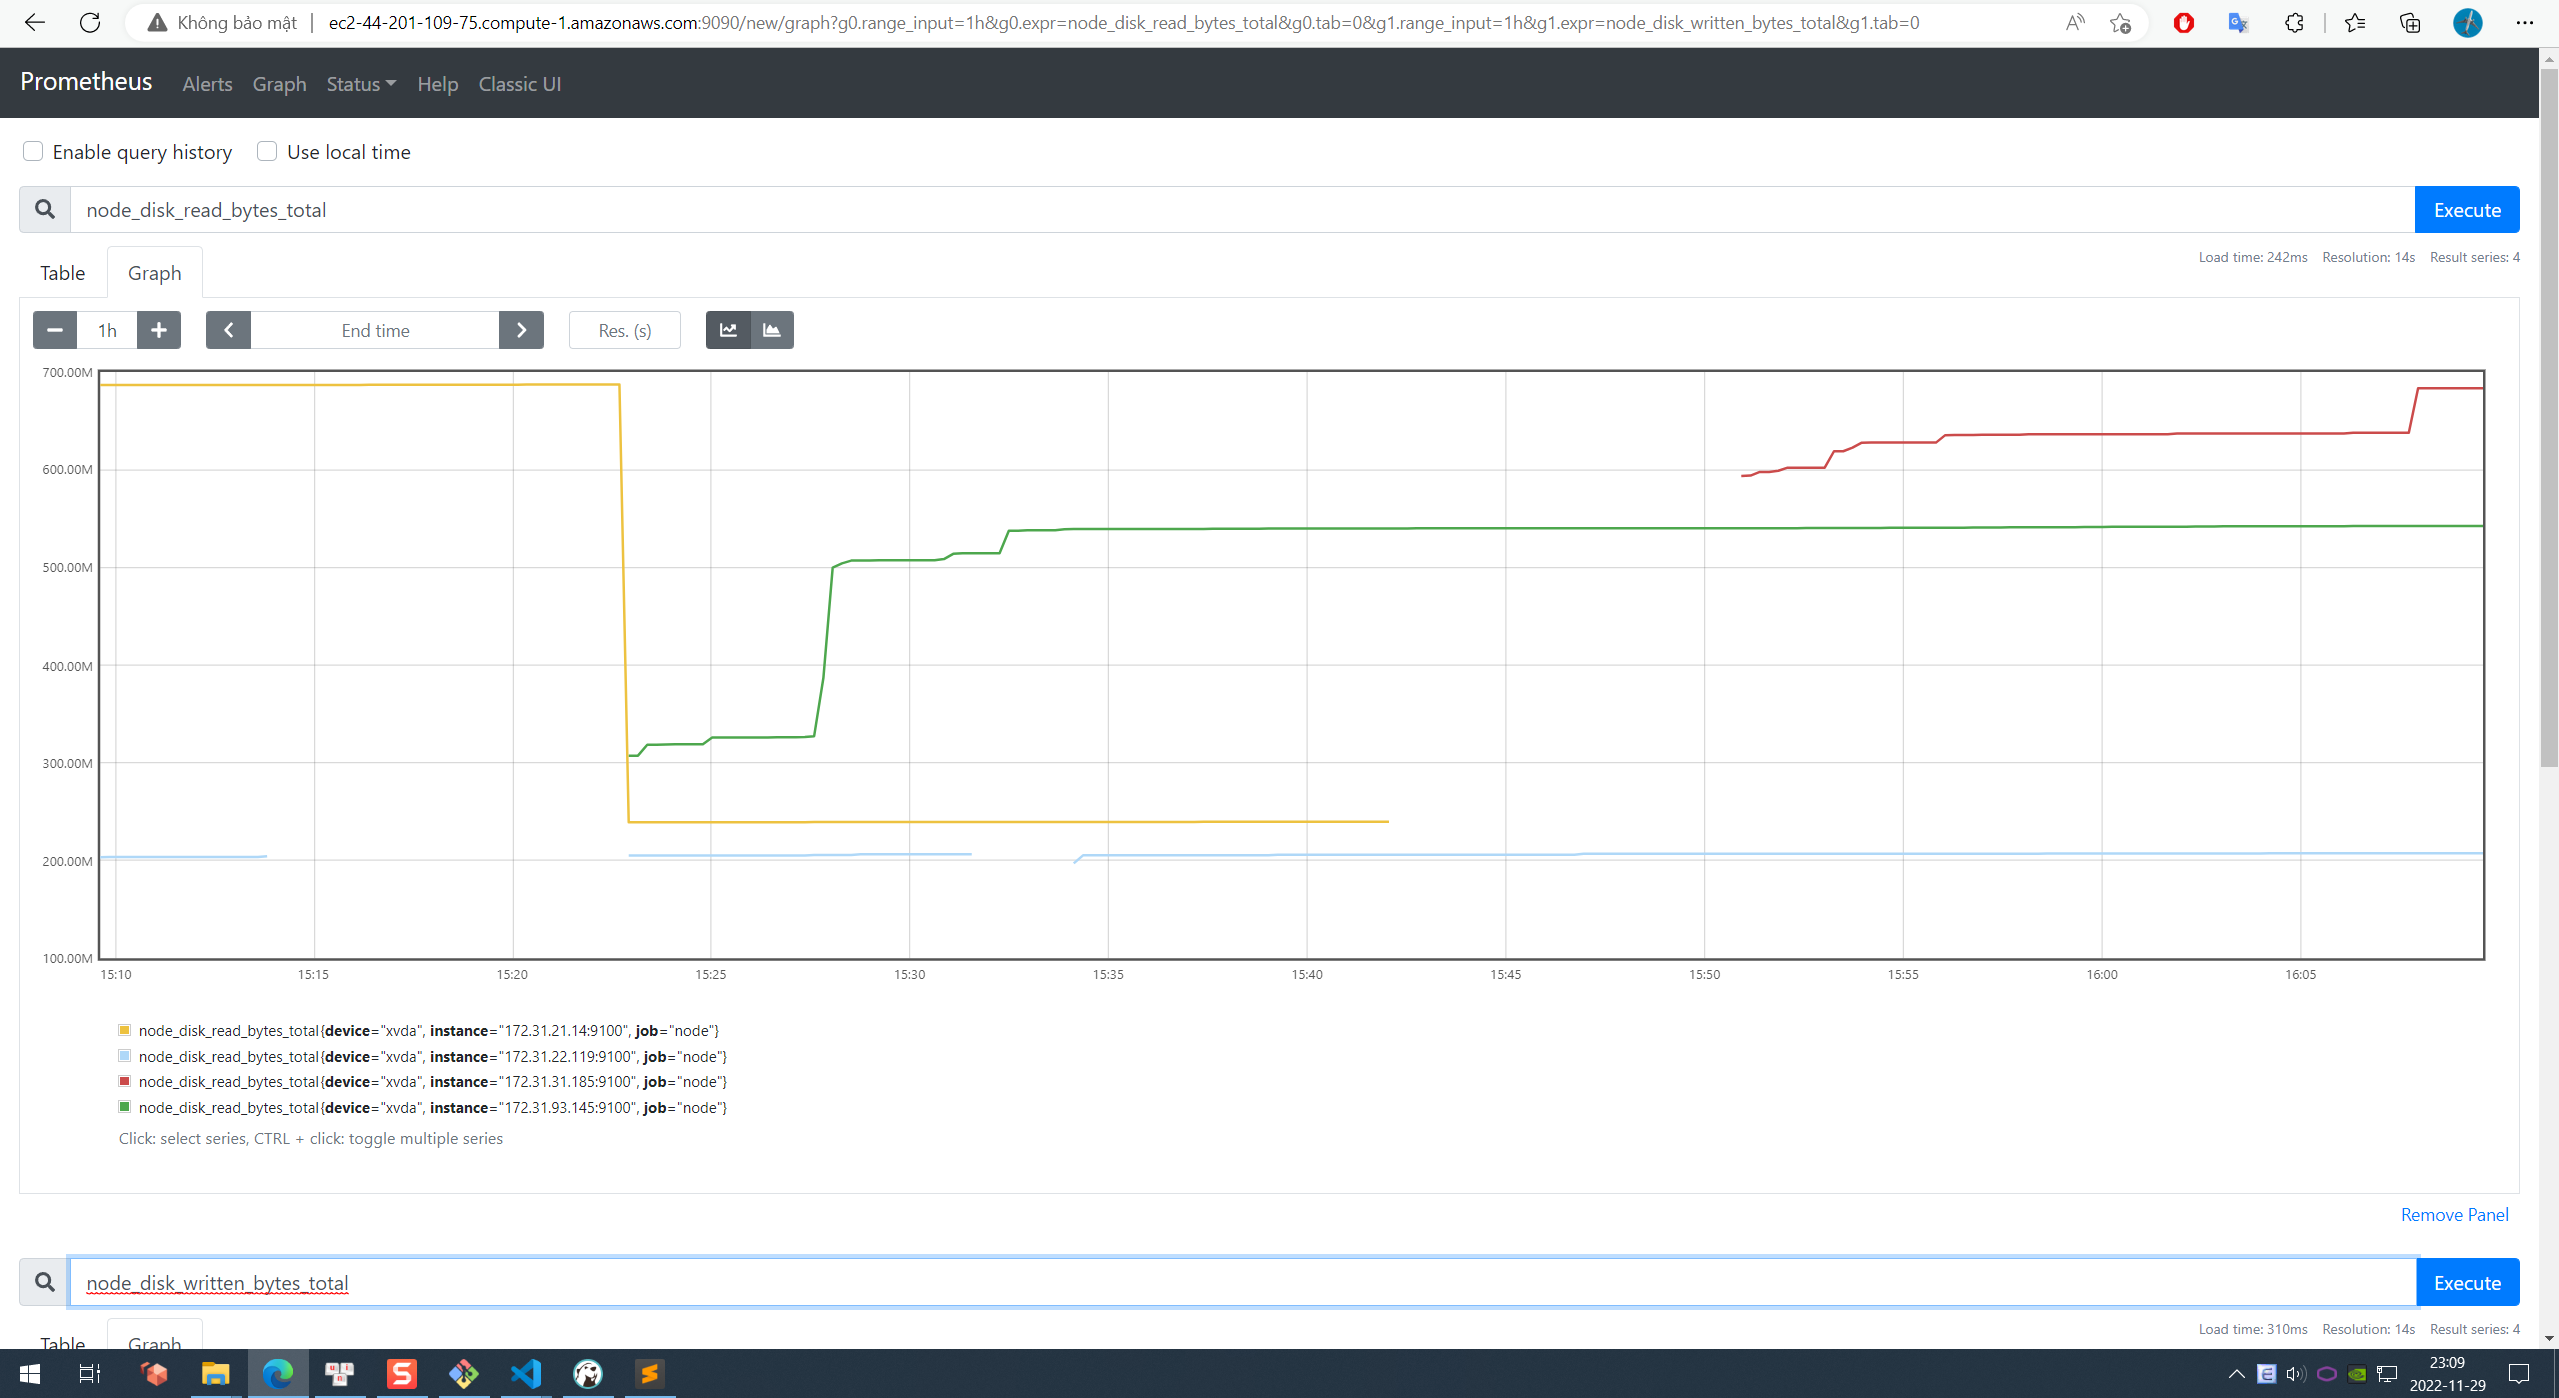 Không bảo mật | ec2-44-201-109-75.compute-1.amazonaws.com:9090/new/graph?g0.range_input=1h&g0.expr=node_disk_read_bytes_total&g0.tab=0&g1.range_input=1h&g1.expr=node_disk_written_bytes_total&g1.tab=0
Prometheus Alerts Graph Status Help Classic UI
Enable query history Use local time
node_disk_read_bytes_total Execute
Table Graph
Load time: 242ms Resolution: 14s Result series: 4
1h End time Res. (s)
700.00M
600.00M
500.00M
400.00M
300.00M
200.00M
100.00M
15:10 15:15 15:20 15:25 15:30 15:35 15:40 15:45 15:50 15:55 16:00 16:05
node_disk_read_bytes_total{device="xvda", instance="172.31.21.14:9100", job="node"}
node_disk_read_bytes_total{device="xvda", instance="172.31.22.119:9100", job="node"}
node_disk_read_bytes_total{device="xvda", instance="172.31.31.185:9100", job="node"}
node_disk_read_bytes_total{device="xvda", instance="172.31.93.145:9100", job="node"}
Click: select series, CTRL + click: toggle multiple series
Remove Panel
node_disk_written_bytes_total Execute
Table Graph
Load time: 310ms Resolution: 14s Result series: 4
23:09
2022-11-29